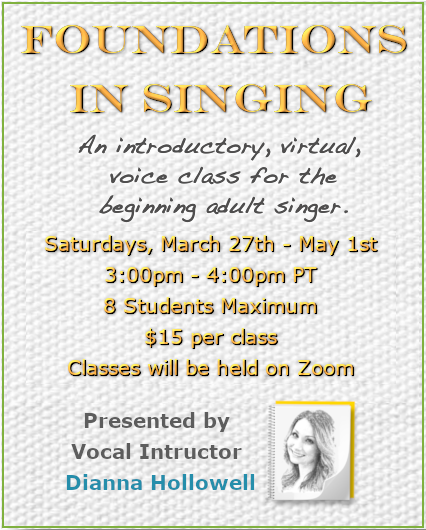 FOUNDATIONS
IN SINGING
An introductory, virtual,
voice class for the
beginning adult singer.
Saturdays, March 27th - May 1st
3:00pm - 4:00pm PT
8 Students Maximum
$15 per class
Classes will be held on Zoom
Presented by
Vocal Intructor
Dianna Hollowell